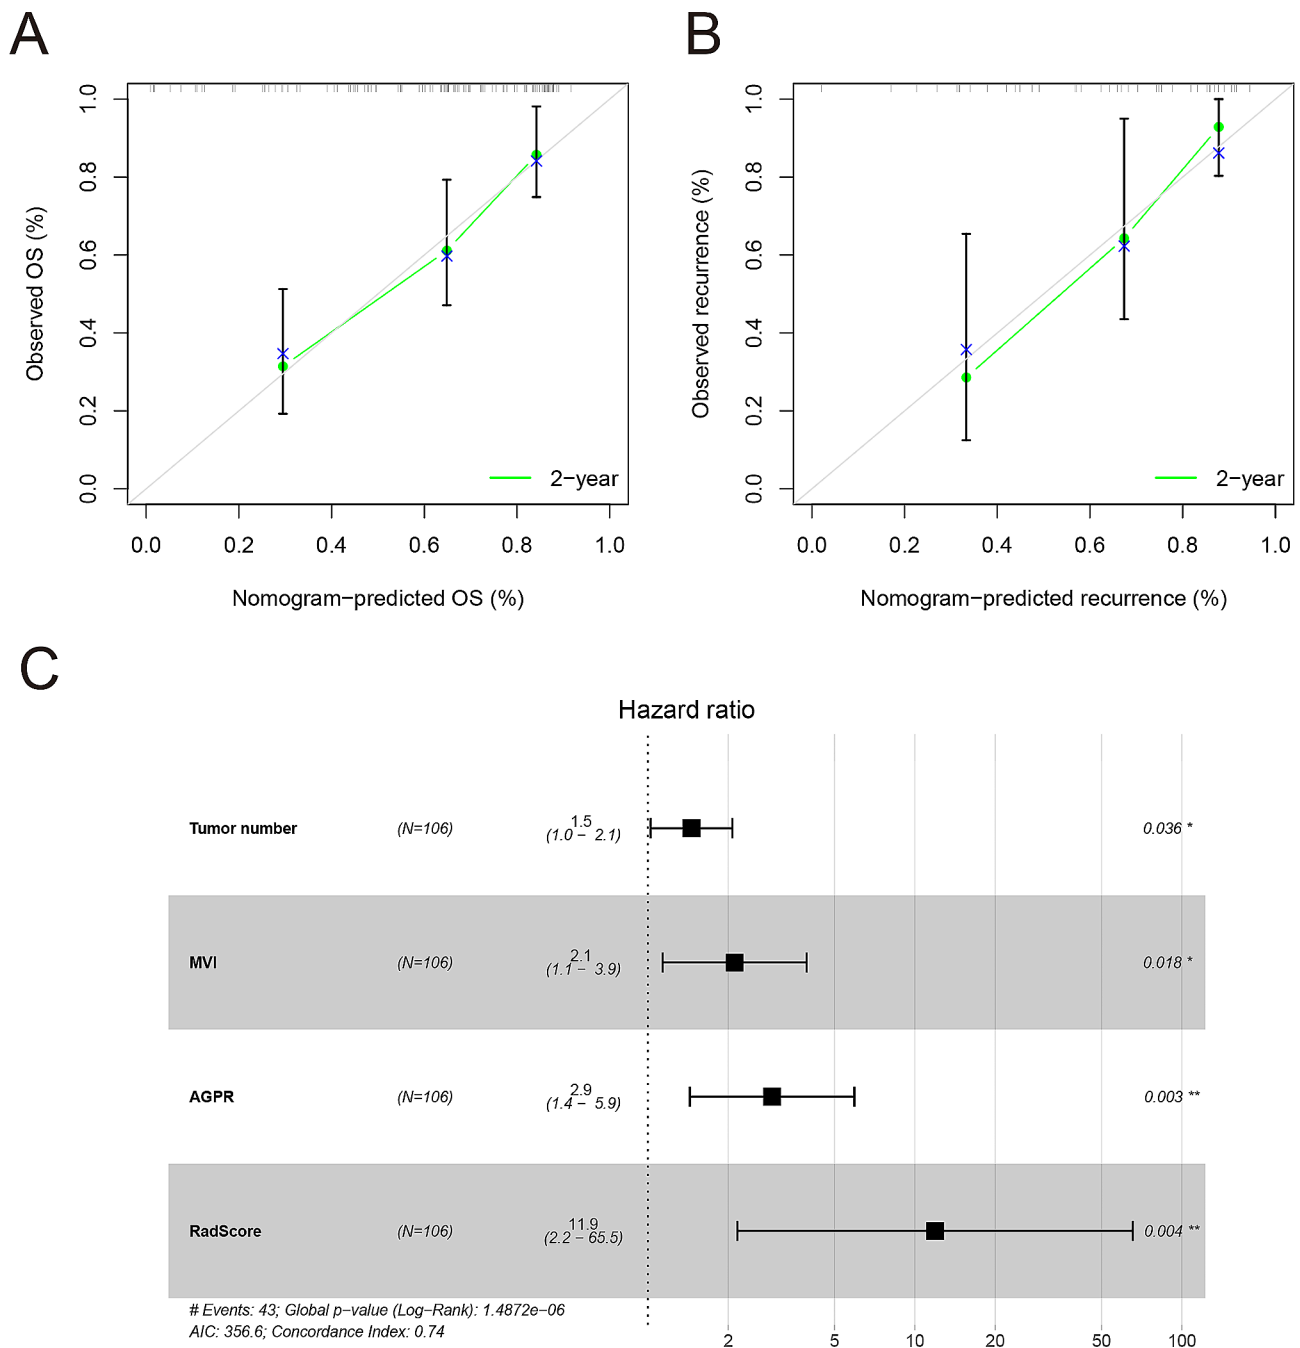 A
B
1.0
0.8
0.6
0.4
0.2
0.0
Observed OS (%)
2−year
0.0 0.2 0.4 0.6 0.8 1.0
Nomogram−predicted OS (%)
1.0
0.8
0.6
0.4
0.2
0.0
Observed recurrence (%)
2−year
0.0 0.2 0.4 0.6 0.8 1.0
Nomogram−predicted recurrence (%)
C
Hazard ratio
Tumor number (N=106) 1.5 (1.0 − 2.1) 0.036 *
MVI (N=106) 2.1 (1.1 − 3.9) 0.018 *
AGPR (N=106) 2.9 (1.4 − 5.9) 0.003 **
RadScore (N=106) 11.9 (2.2 − 65.5) 0.004 **
# Events: 43; Global p−value (Log−Rank): 1.4872e−06
AIC: 356.6; Concordance Index: 0.74
2 5 10 20 50 100